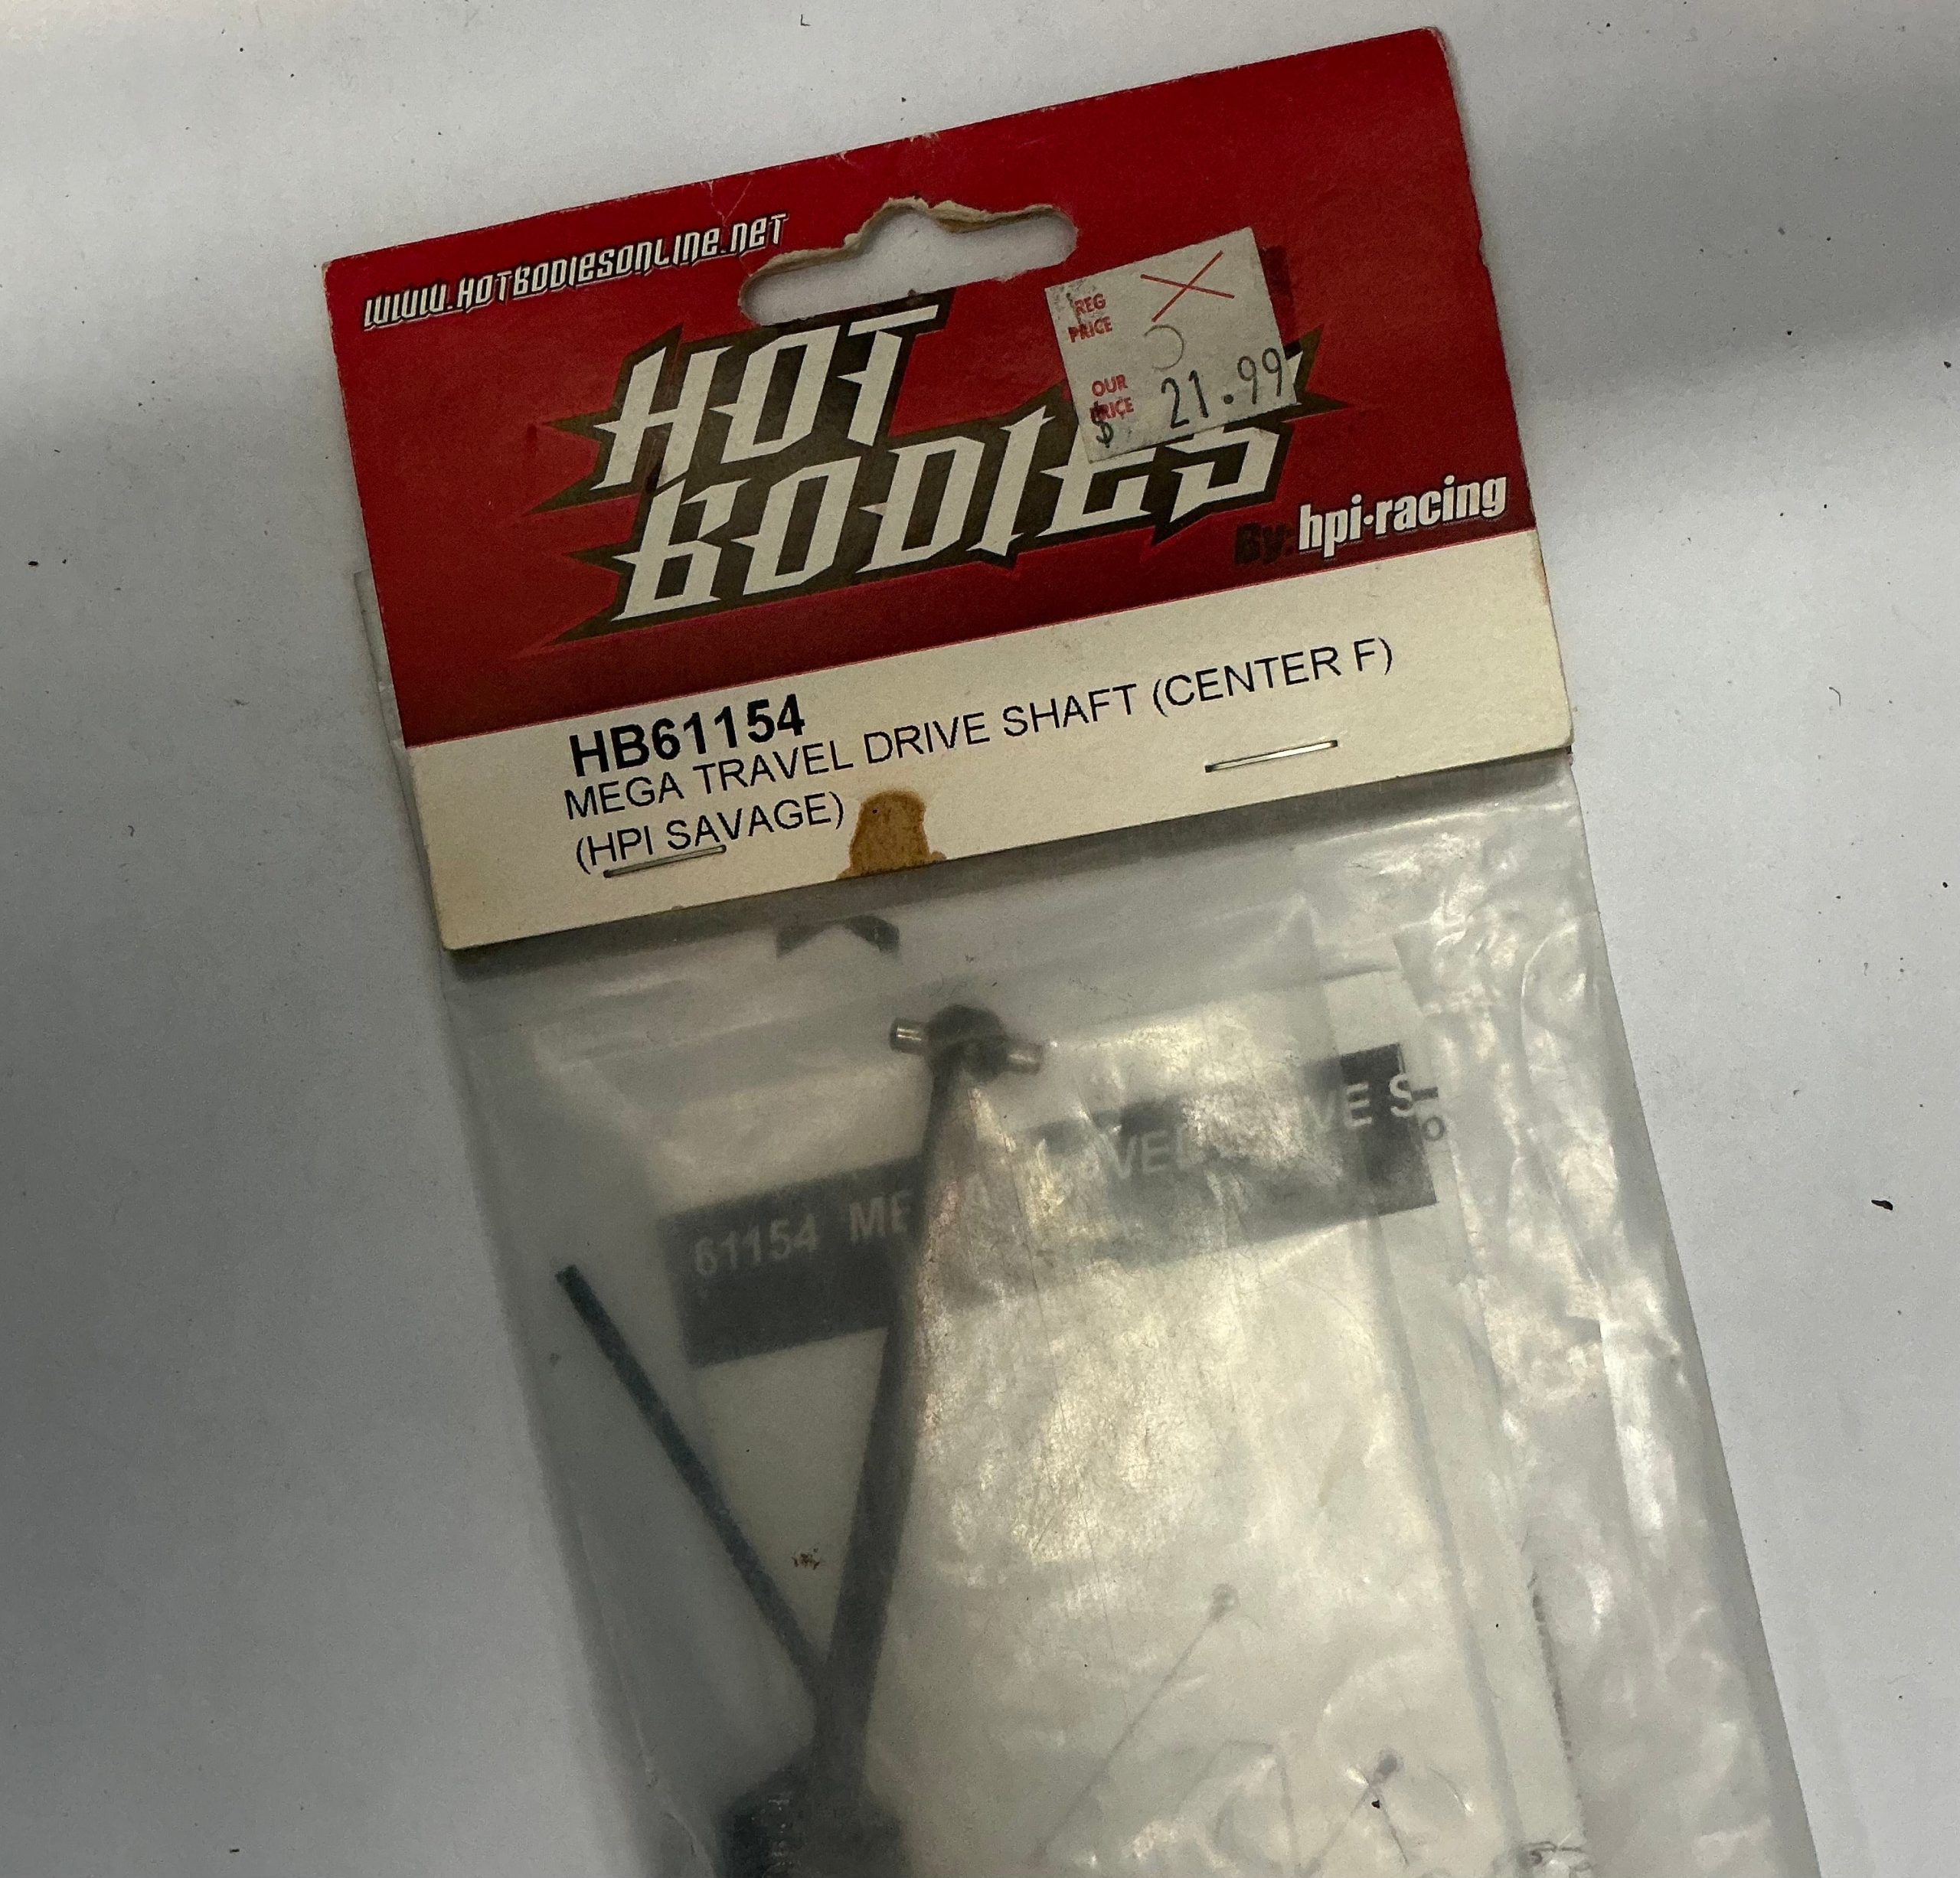 www.HOTBODIESONLINE.NET
HOT
BODIES
By: hpi·racing
REG
PRICE
OUR
PRICE
$ 21.99
HB61154
MEGA TRAVEL DRIVE SHAFT (CENTER F)
(HPI SAVAGE)
61154